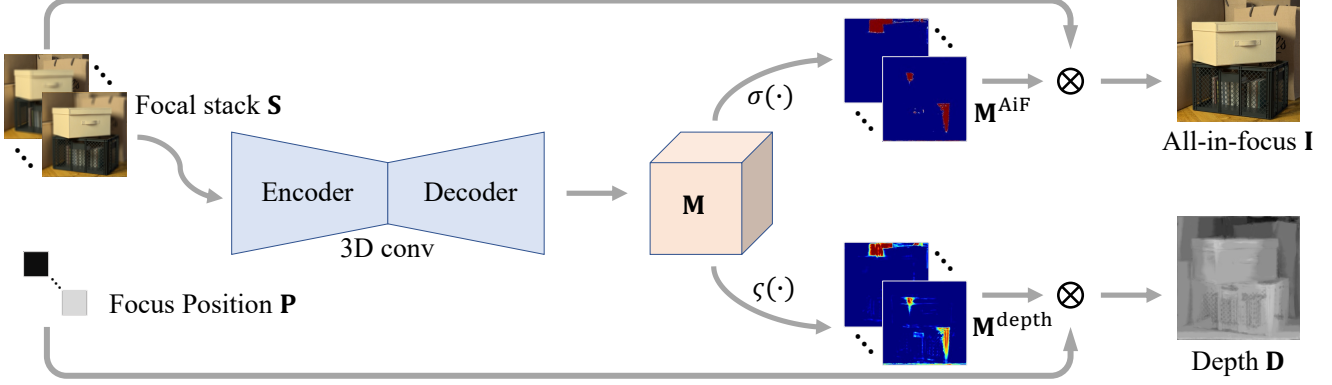 Focal stack S
σ(·)
M^AiF
All-in-focus I
Encoder
Decoder
M
3D conv
Focus Position P
ς(·)
M^depth
Depth D